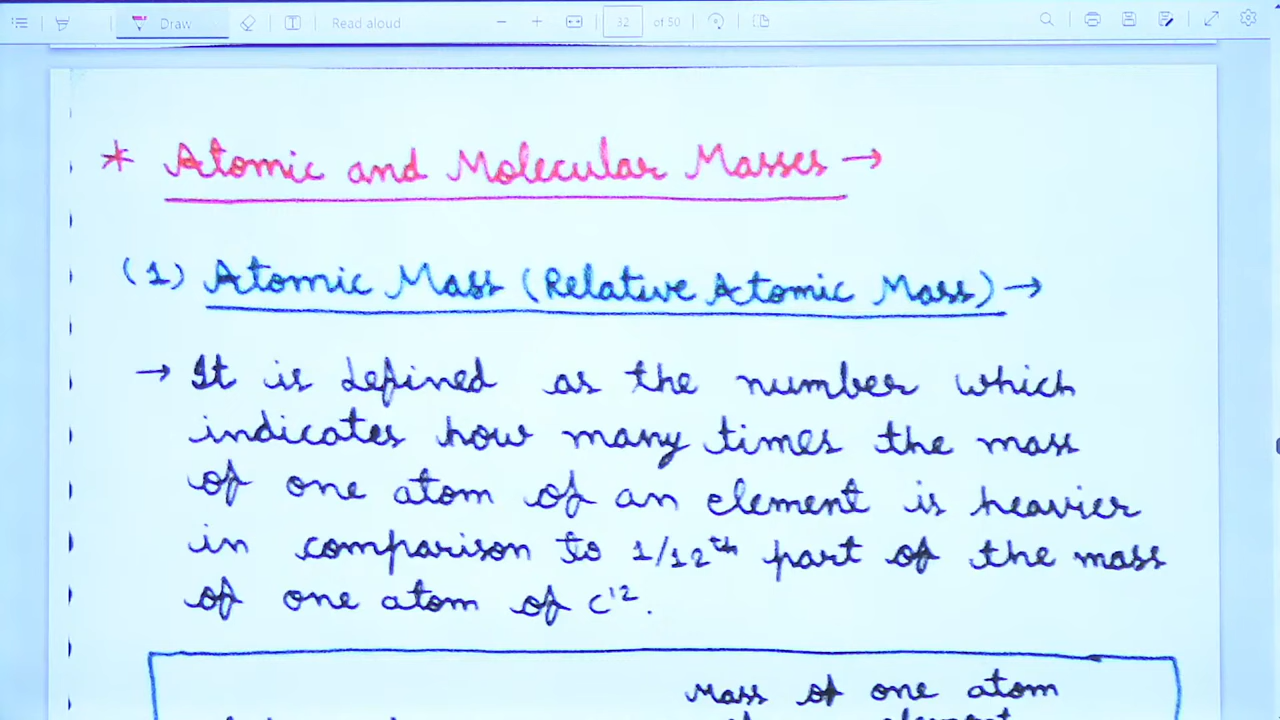 Draw
Read aloud
32 of 50
* Atomic and Molecular Masses →
(1) Atomic Mass (Relative Atomic Mass) →
→ It is defined as the number which
indicates how many times the mass
of one atom of an element is heavier
in comparison to 1/12th part of the mass
of one atom of C12.
Mass of one atom
element